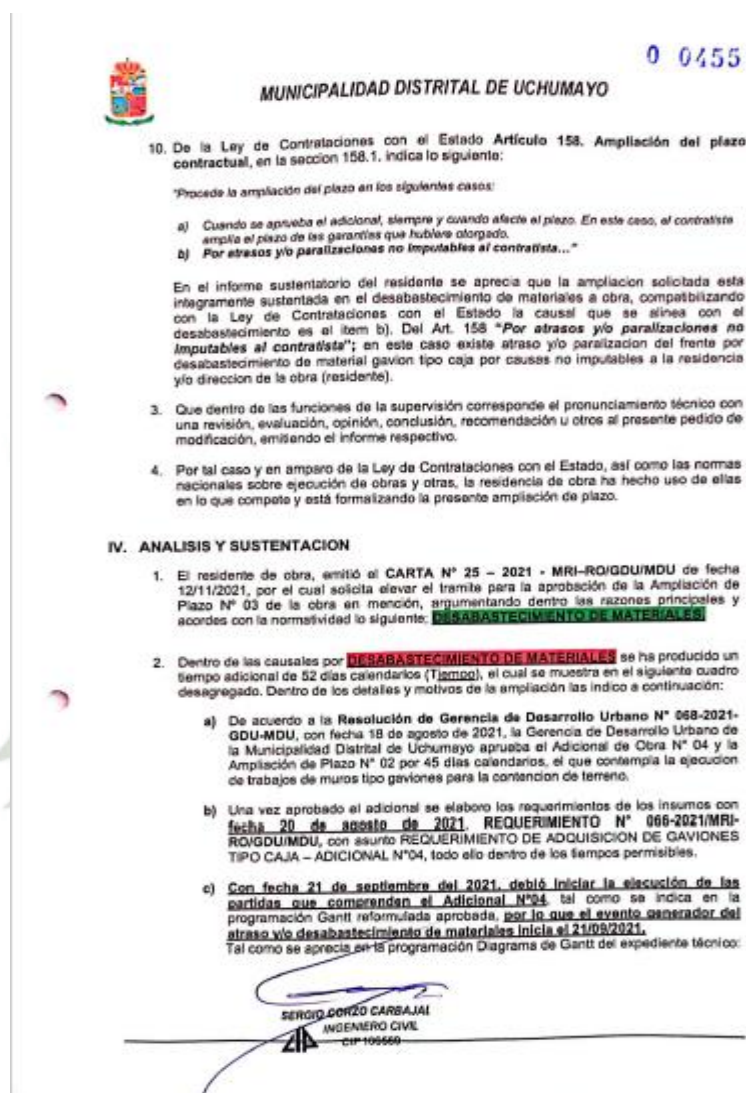 0 0455
MUNICIPALIDAD DISTRITAL DE UCHUMAYO
10. De la Ley de Contrataciones con el Estado Artículo 158. Ampliación del plazo
contractual, en la seccion 158.1. indica lo siguiente:
"Procede la ampliación del plazo en los siguientes casos:
a) Cuando se aprueba el adicional, siempre y cuando afecte el plazo. En este caso, el contratista
amplía el plazo de las garantías que hubiere otorgado.
b) Por atrasos y/o paralizaciones no imputables al contratista..."
En el informe sustentatorio del residente se aprecia que la ampliacion solicitada esta
integramente sustentada en el desabastecimiento de materiales a obra, compatibilizando
con la Ley de Contrataciones con el Estado la causal que se alinea con el
desabastecimiento es el item b). Del Art. 158 "Por atrasos y/o paralizaciones no
imputables al contratista"; en este caso existe atraso y/o paralizacion del frente por
desabastecimiento de material gavion tipo caja por causas no imputables a la residencia
y/o direccion de la obra (residente).
3. Que dentro de las funciones de la supervisión corresponde el pronunciamiento técnico con
una revisión, evaluación, opinión, conclusión, recomendación u otros al presente pedido de
modificación, emitiendo el informe respectivo.
4. Por tal caso y en amparo de la Ley de Contrataciones con el Estado, así como las normas
nacionales sobre ejecución de obras y otras, la residencia de obra ha hecho uso de ellas
en lo que compete y está formalizando la presente ampliación de plazo.
IV. ANALISIS Y SUSTENTACION
1. El residente de obra, emitió el CARTA N° 25 – 2021 - MRI–RO/GDU/MDU de fecha
12/11/2021, por el cual solicita elevar el tramite para la aprobación de la Ampliación de
Plazo Nº 03 de la obra en mención, argumentando dentro las razones principales y
acordes con la normatividad lo siguiente: DESABASTECIMIENTO DE MATERIALES.
2. Dentro de las causales por DESABASTECIMIENTO DE MATERIALES se ha producido un
tiempo adicional de 52 días calendarios (Tiempo), el cual se muestra en el siguiente cuadro
desagregado. Dentro de los detalles y motivos de la ampliación las indico a continuación:
a) De acuerdo a la Resolución de Gerencia de Desarrollo Urbano N° 068-2021-
GDU-MDU, con fecha 18 de agosto de 2021, la Gerencia de Desarrollo Urbano de
la Municipalidad Distrital de Uchumayo aprueba el Adicional de Obra N° 04 y la
Ampliación de Plazo N° 02 por 45 días calendarios, el que contempla la ejecucion
de trabajos de muros tipo gaviones para la contencion de terreno.
b) Una vez aprobado el adicional se elaboro los requerimientos de los insumos con
fecha 20 de agosto de 2021, REQUERIMIENTO N° 066-2021/MRI-
RO/GDU/MDU, con asunto REQUERIMIENTO DE ADQUISICION DE GAVIONES
TIPO CAJA – ADICIONAL N°04, todo ello dentro de los tiempos permisibles.
c) Con fecha 21 de septiembre del 2021, debió iniciar la ejecución de las
partidas que comprenden el Adicional N°04, tal como se indica en la
programación Gantt reformulada aprobada, por lo que el evento generador del
atraso y/o desabastecimiento de materiales inicia el 21/09/2021.
Tal como se aprecia en la programación Diagrama de Gantt del expediente técnico:
SERGIO CORZO CARBAJAL
INGENIERO CIVIL
CIP